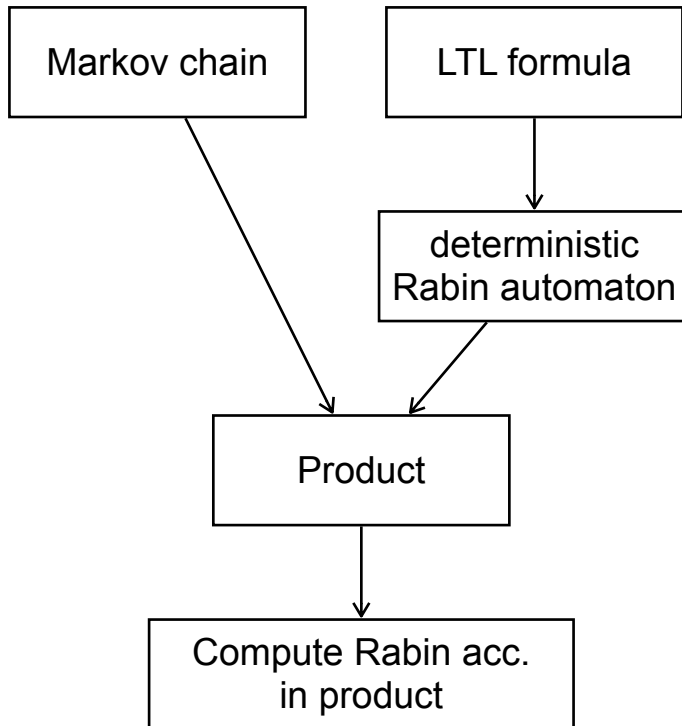 Markov chain
LTL formula
deterministic
Rabin automaton
Product
Compute Rabin acc.
in product